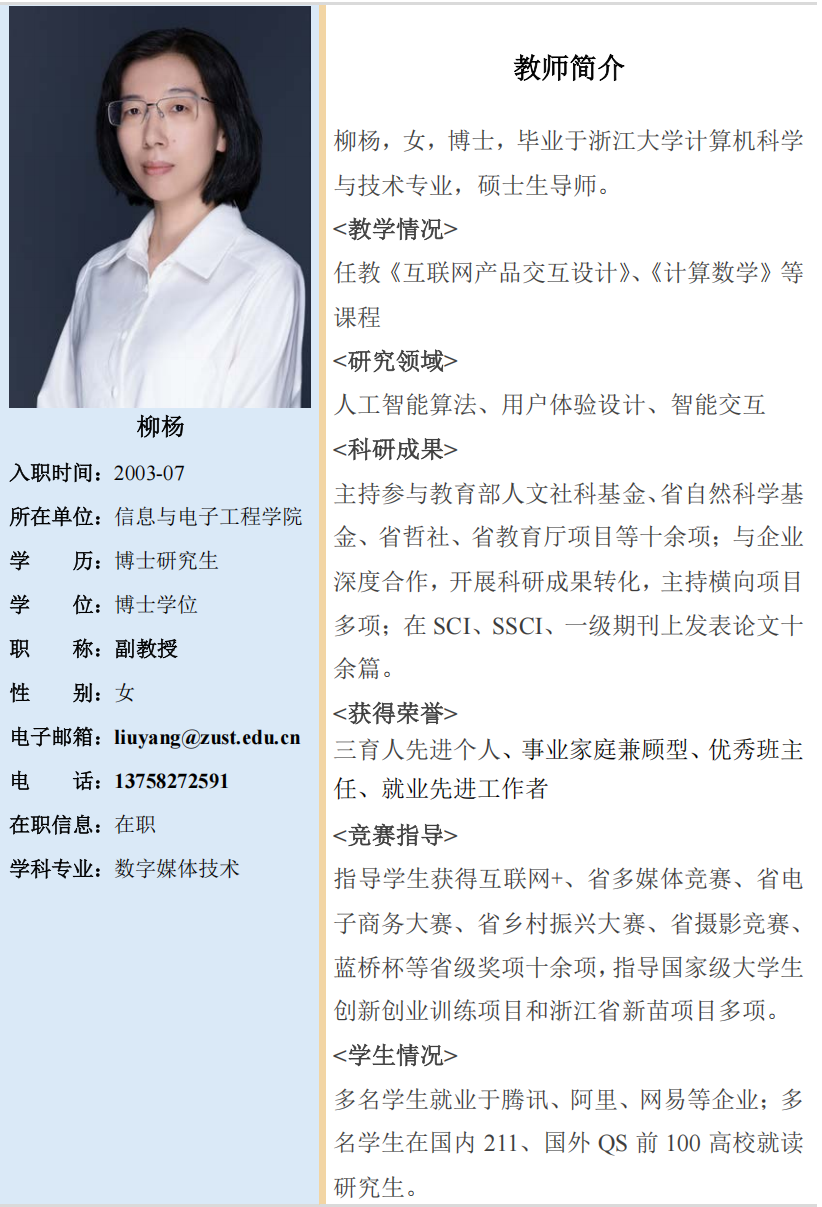 柳杨
入职时间：2003-07
所在单位：信息与电子工程学院
学 历：博士研究生
学 位：博士学位
职 称：副教授
性 别：女
电子邮箱：liuyang@zust.edu.cn
电 话：13758272591
在职信息：在职
学科专业：数字媒体技术
教师简介
柳杨，女，博士，毕业于浙江大学计算机科学
与技术专业，硕士生导师。
<教学情况>
任教《互联网产品交互设计》、《计算数学》等
课程
<研究领域>
人工智能算法、用户体验设计、智能交互
<科研成果>
主持参与教育部人文社科基金、省自然科学基
金、省哲社、省教育厅项目等十余项；与企业
深度合作，开展科研成果转化，主持横向项目
多项；在 SCI、SSCI、一级期刊上发表论文十
余篇。
<获得荣誉>
三育人先进个人、事业家庭兼顾型、优秀班主
任、就业先进工作者
<竞赛指导>
指导学生获得互联网+、省多媒体竞赛、省电
子商务大赛、省乡村振兴大赛、省摄影竞赛、
蓝桥杯等省级奖项十余项，指导国家级大学生
创新创业训练项目和浙江省新苗项目多项。
<学生情况>
多名学生就业于腾讯、阿里、网易等企业；多
名学生在国内 211、国外 QS 前 100 高校就读
研究生。